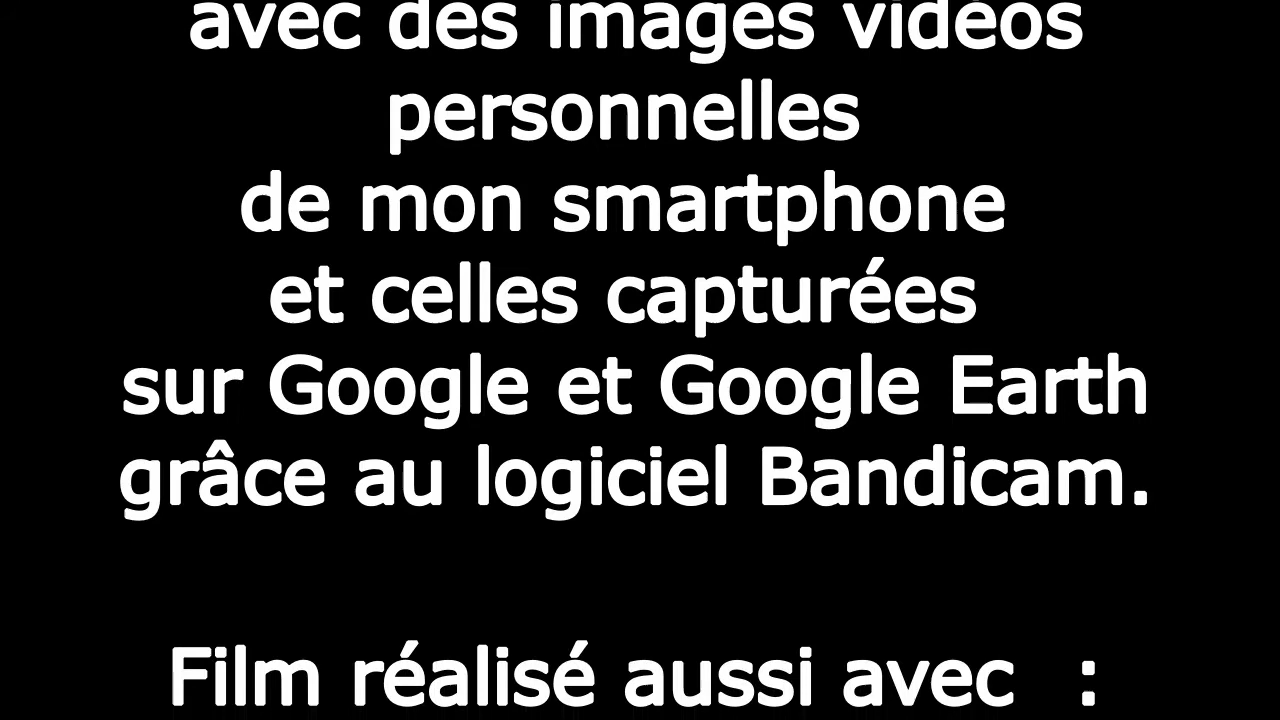 avec des images vidéos
personnelles
de mon smartphone
et celles capturées
sur Google et Google Earth
grâce au logiciel Bandicam.
Film réalisé aussi avec  :